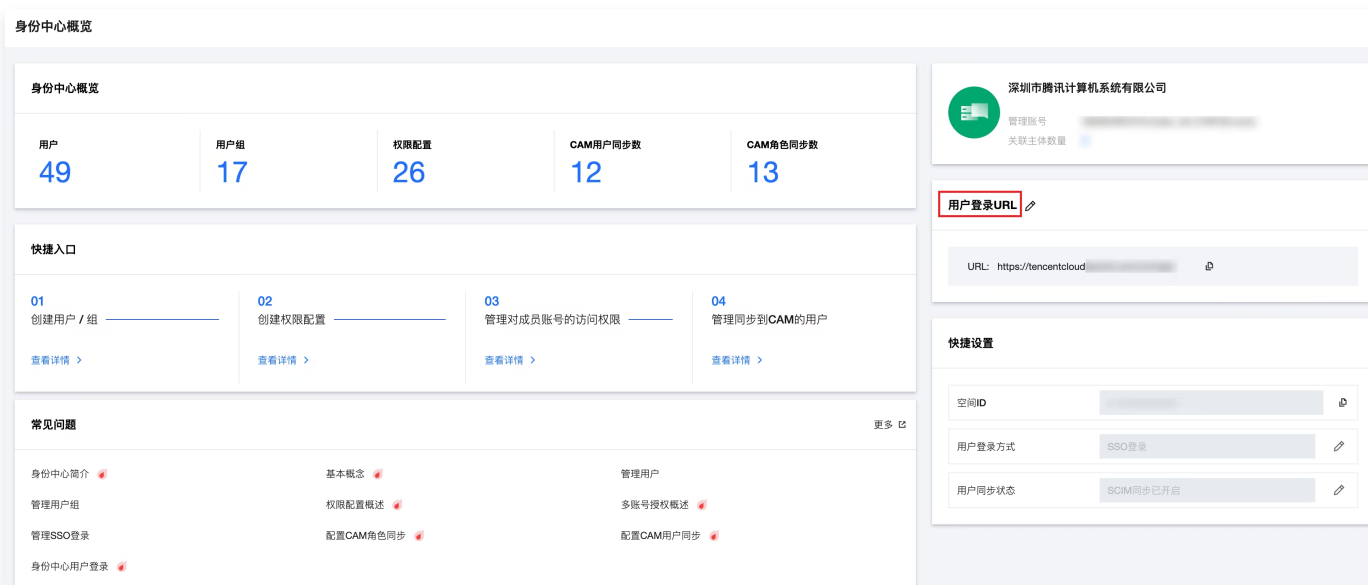 身份中心概览
身份中心概览
用户
49
用户组
17
权限配置
26
CAM用户同步数
12
CAM角色同步数
13
快捷入口
01
创建用户 / 组
查看详情
02
创建权限配置
查看详情
03
管理对成员账号的访问权限
查看详情
04
管理同步到CAM的用户
查看详情
常见问题
更多
身份中心简介
基本概念
管理用户
管理用户组
权限配置概述
多账号授权概述
管理SSO登录
配置CAM角色同步
配置CAM用户同步
身份中心用户登录
深圳市腾讯计算机系统有限公司
管理账号
关联主体数量
用户登录URL
URL: https://tencentcloud
快捷设置
空间ID
用户登录方式
SSO登录
用户同步状态
SCIM同步已开启